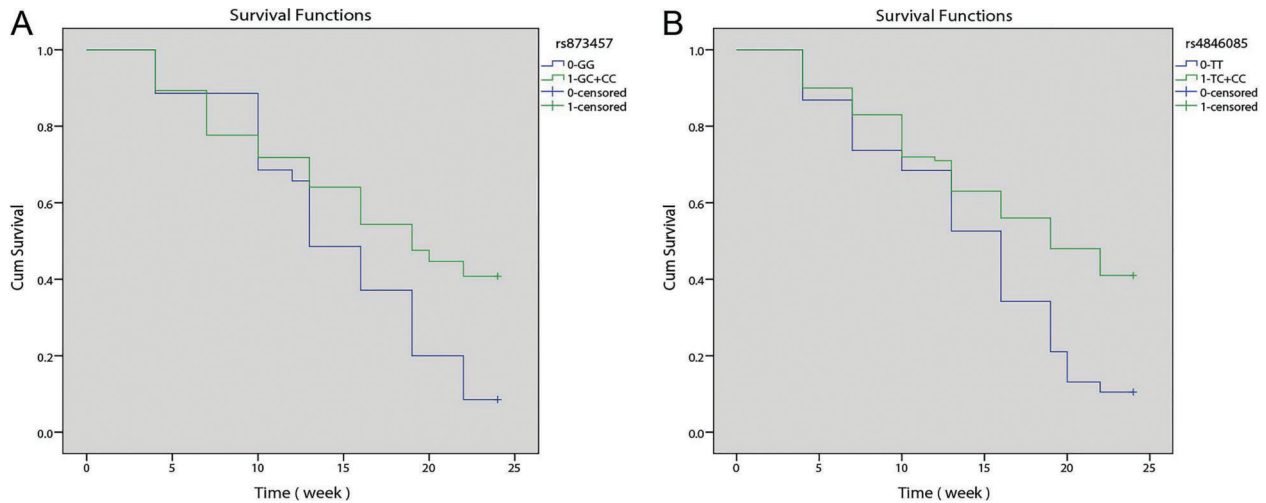 A
Survival Functions
rs873457
0-GG
1-GC+CC
0-censored
1-censored
1.0
0.8
0.6
0.4
0.2
0.0
Cum Survival
0 5 10 15 20 25
Time ( week )
B
Survival Functions
rs4846085
0-TT
1-TC+CC
0-censored
1-censored
1.0
0.8
0.6
0.4
0.2
0.0
Cum Survival
0 5 10 15 20 25
Time ( week )